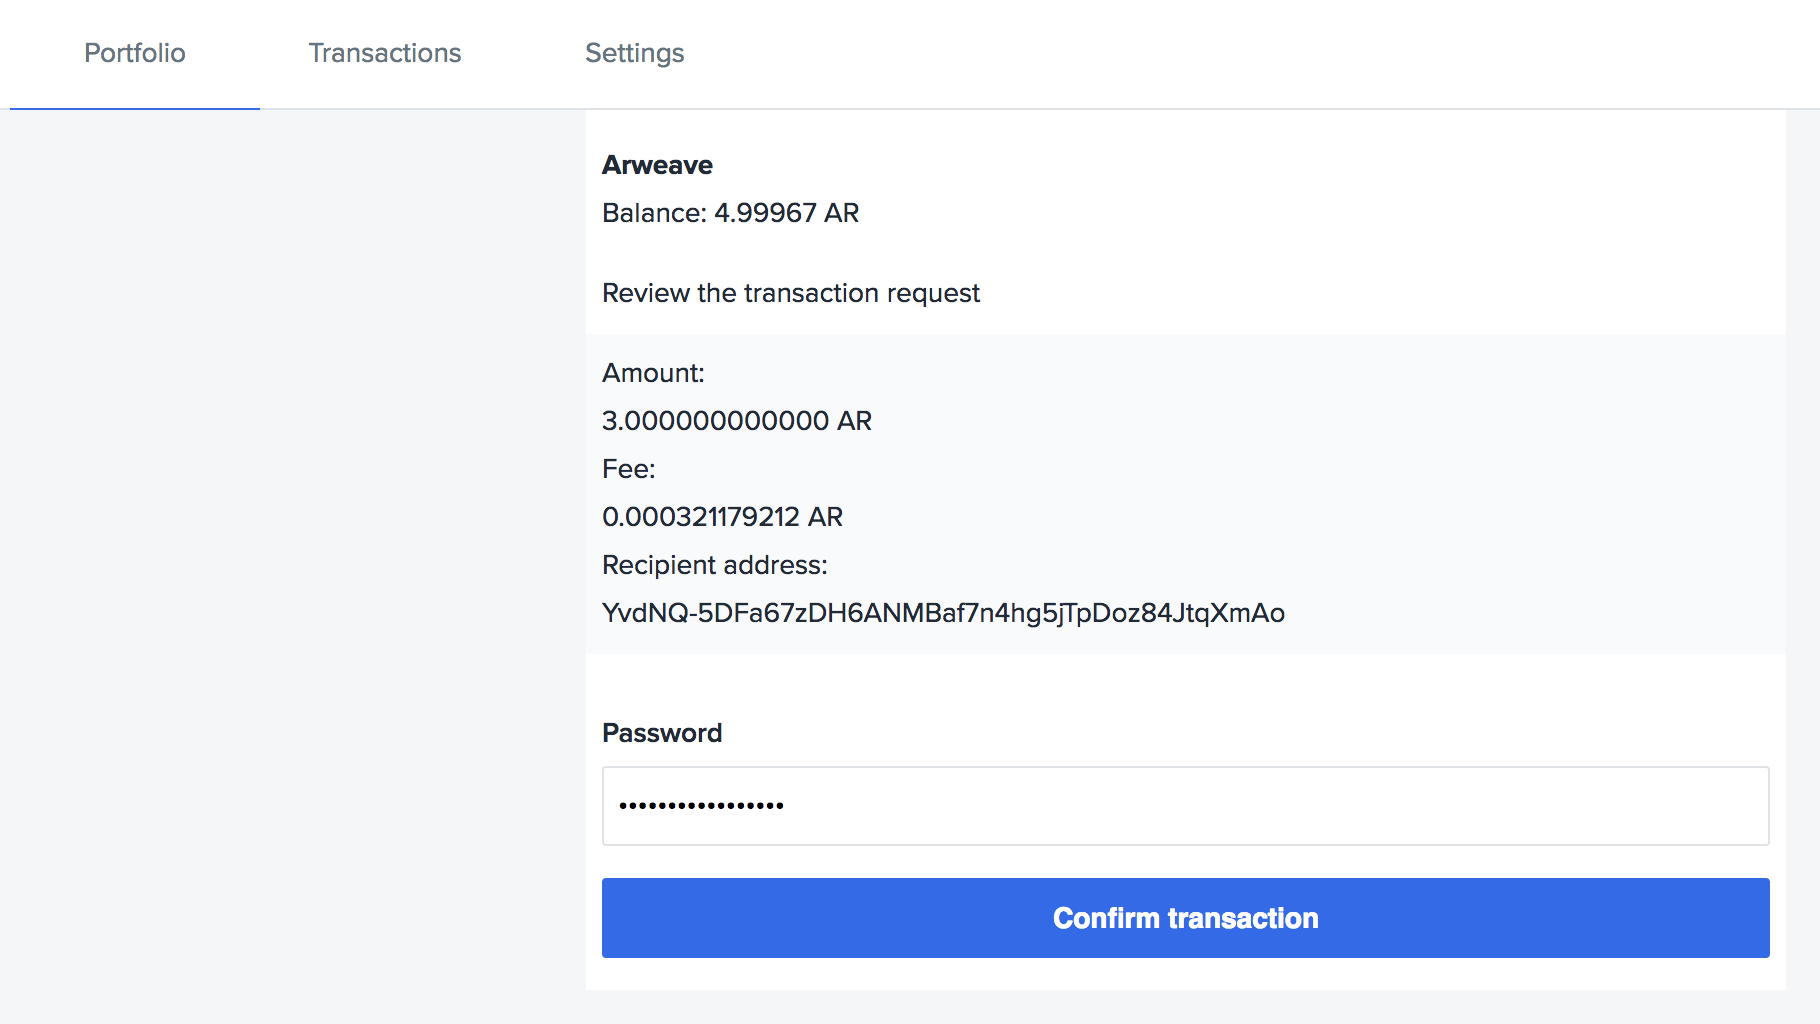 Portfolio Transactions Settings
Arweave
Balance: 4.99967 AR
Review the transaction request
Amount:
3.000000000000 AR
Fee:
0.000321179212 AR
Recipient address:
YvdNQ-5DFa67zDH6ANMBaf7n4hg5jTpDoz84JtqXmAo
Password
•••••••••••••••••
Confirm transaction